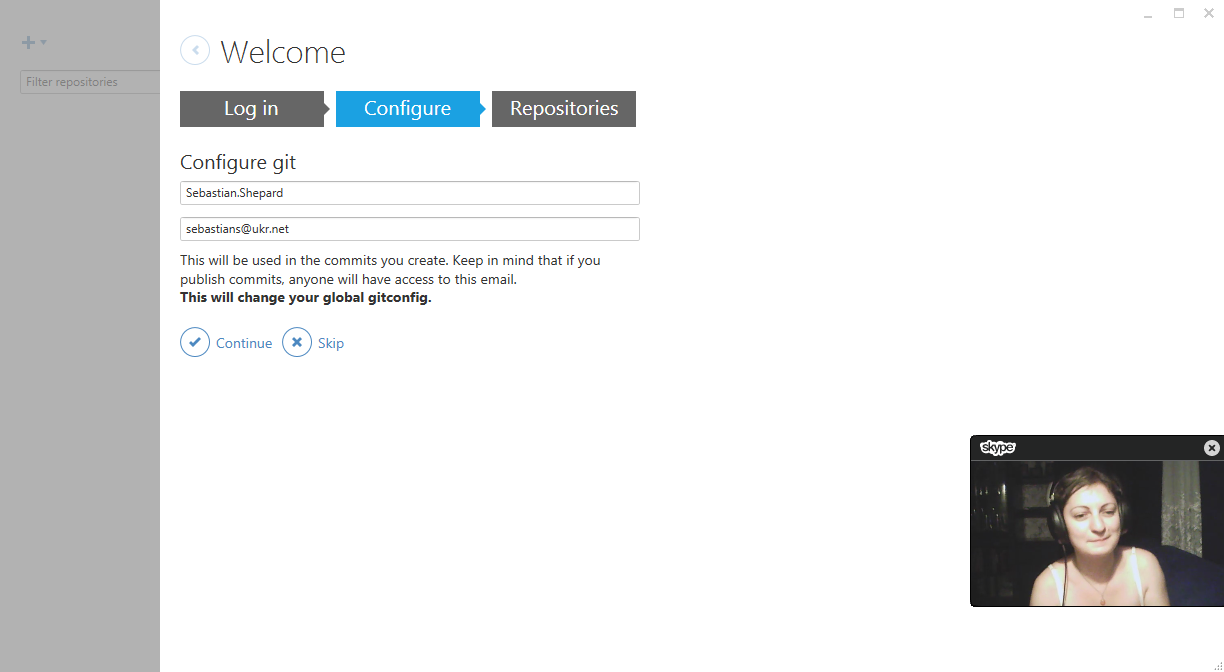 Filter repositories
Welcome
Log in
Configure
Repositories
Configure git
Sebastian.Shepard
sebastians@ukr.net
This will be used in the commits you create. Keep in mind that if you
publish commits, anyone will have access to this email.
This will change your global gitconfig.
Continue
Skip
skype